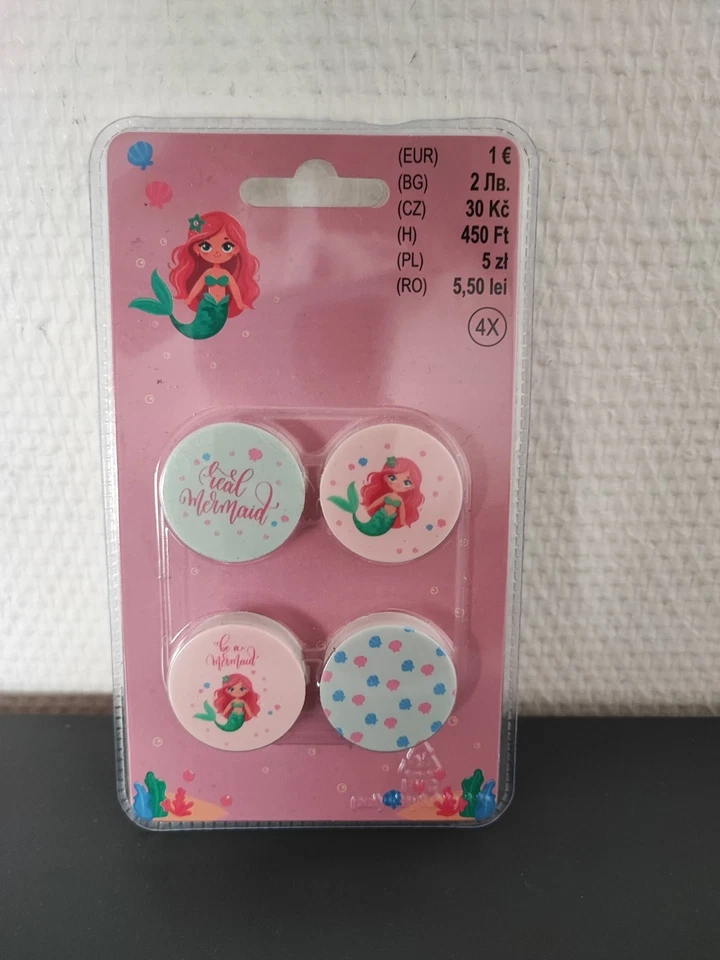 (EUR) 1 €
(BG) 2 Лв.
(CZ) 30 Kč
(H) 450 Ft
(PL) 5 zł
(RO) 5,50 lei
4X
real
mermaid
be a
mermaid